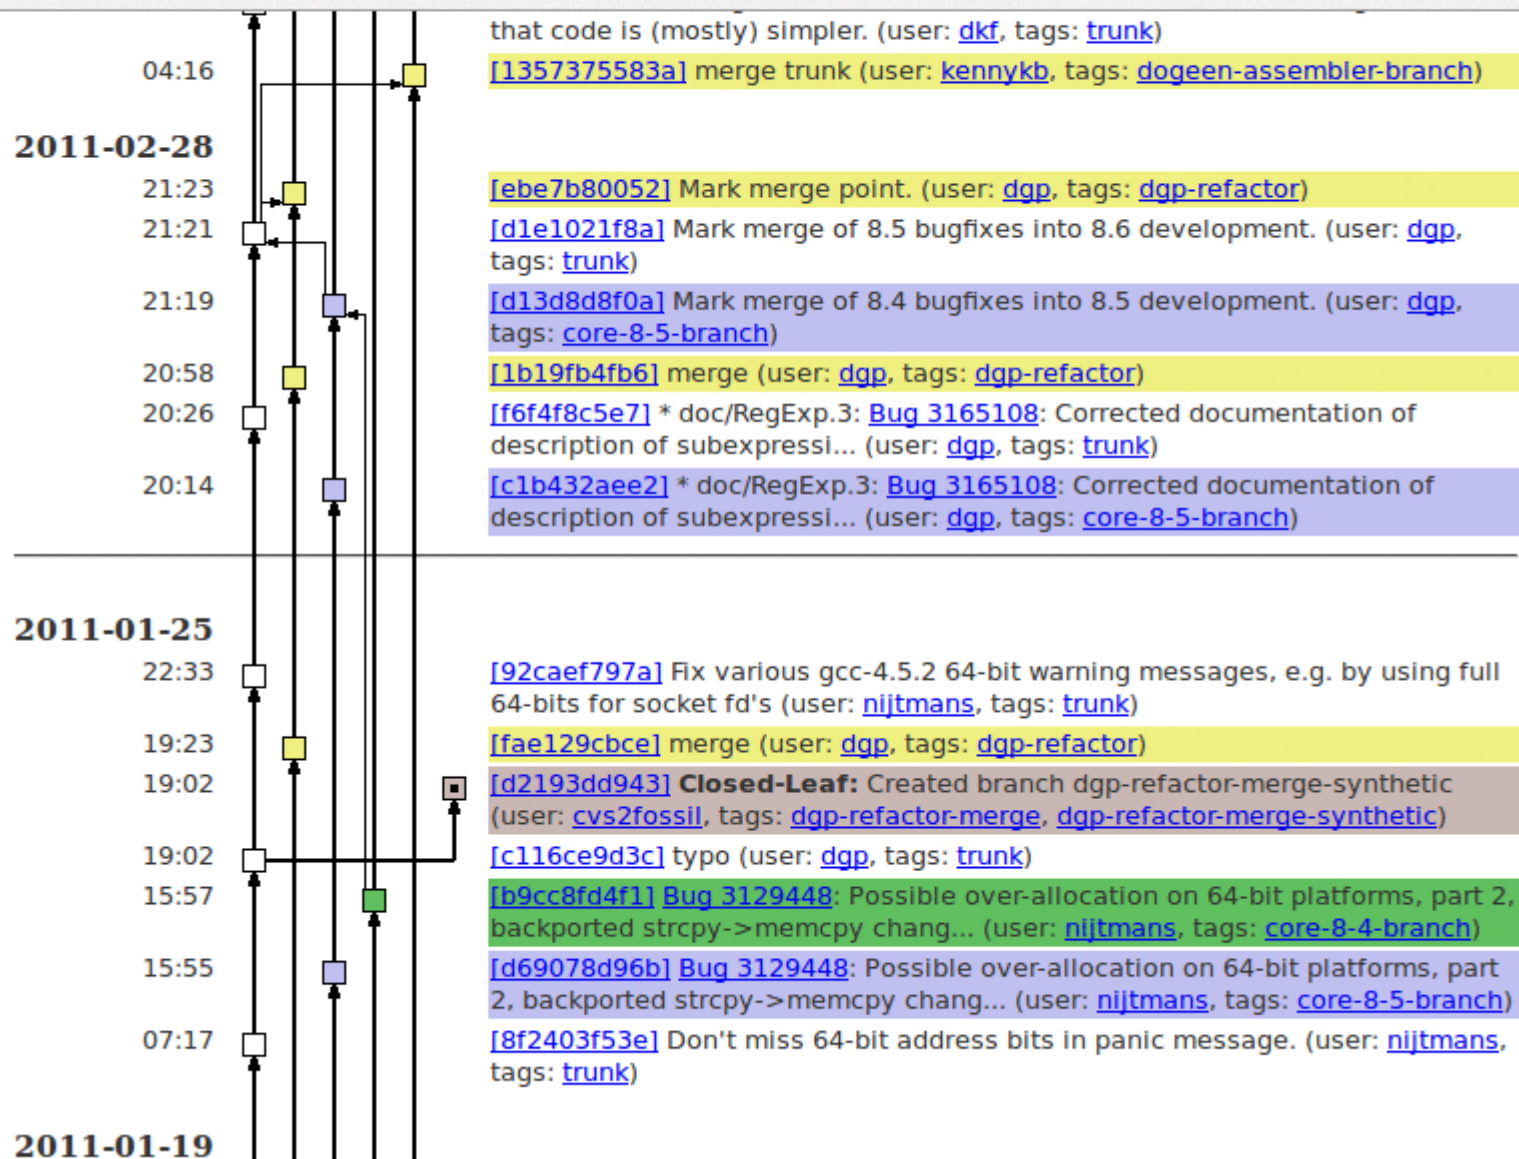 that code is (mostly) simpler. (user: dkf, tags: trunk)
04:16 [1357375583a] merge trunk (user: kennykb, tags: dogeen-assembler-branch)
2011-02-28
21:23 [ebe7b80052] Mark merge point. (user: dgp, tags: dgp-refactor)
21:21 [d1e1021f8a] Mark merge of 8.5 bugfixes into 8.6 development. (user: dgp,
tags: trunk)
21:19 [d13d8d8f0a] Mark merge of 8.4 bugfixes into 8.5 development. (user: dgp,
tags: core-8-5-branch)
20:58 [1b19fb4fb6] merge (user: dgp, tags: dgp-refactor)
20:26 [f6f4f8c5e7] * doc/RegExp.3: Bug 3165108: Corrected documentation of
description of subexpressi... (user: dgp, tags: trunk)
20:14 [c1b432aee2] * doc/RegExp.3: Bug 3165108: Corrected documentation of
description of subexpressi... (user: dgp, tags: core-8-5-branch)
2011-01-25
22:33 [92caef797a] Fix various gcc-4.5.2 64-bit warning messages, e.g. by using full
64-bits for socket fd's (user: nijtmans, tags: trunk)
19:23 [fae129cbce] merge (user: dgp, tags: dgp-refactor)
19:02 [d2193dd943] Closed-Leaf: Created branch dgp-refactor-merge-synthetic
(user: cvs2fossil, tags: dgp-refactor-merge, dgp-refactor-merge-synthetic)
19:02 [c116ce9d3c] typo (user: dgp, tags: trunk)
15:57 [b9cc8fd4f1] Bug 3129448: Possible over-allocation on 64-bit platforms, part 2,
backported strcpy->memcpy chang... (user: nijtmans, tags: core-8-4-branch)
15:55 [d69078d96b] Bug 3129448: Possible over-allocation on 64-bit platforms, part
2, backported strcpy->memcpy chang... (user: nijtmans, tags: core-8-5-branch)
07:17 [8f2403f53e] Don't miss 64-bit address bits in panic message. (user: nijtmans,
tags: trunk)
2011-01-19